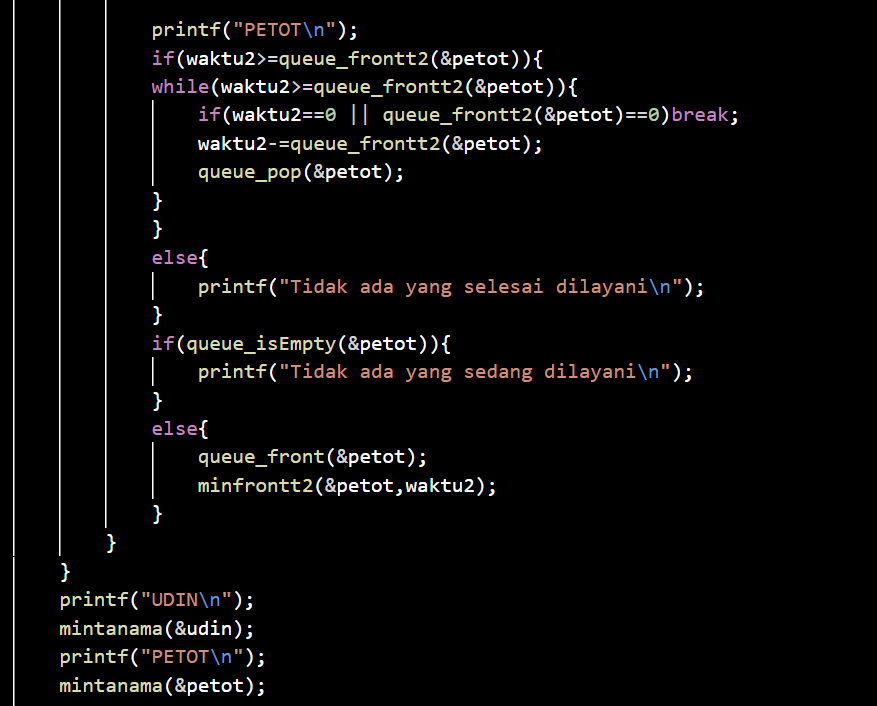 printf("PETOT\n");
if(waktu2>=queue_frontt2(&petot)){
while(waktu2>=queue_frontt2(&petot)){
if(waktu2==0 || queue_frontt2(&petot)==0)break;
waktu2-=queue_frontt2(&petot);
queue_pop(&petot);
}
}
else{
printf("Tidak ada yang selesai dilayani\n");
}
if(queue_isEmpty(&petot)){
printf("Tidak ada yang sedang dilayani\n");
}
else{
queue_front(&petot);
minfrontt2(&petot,waktu2);
}
}
}
printf("UDIN\n");
mintanama(&udin);
printf("PETOT\n");
mintanama(&petot);